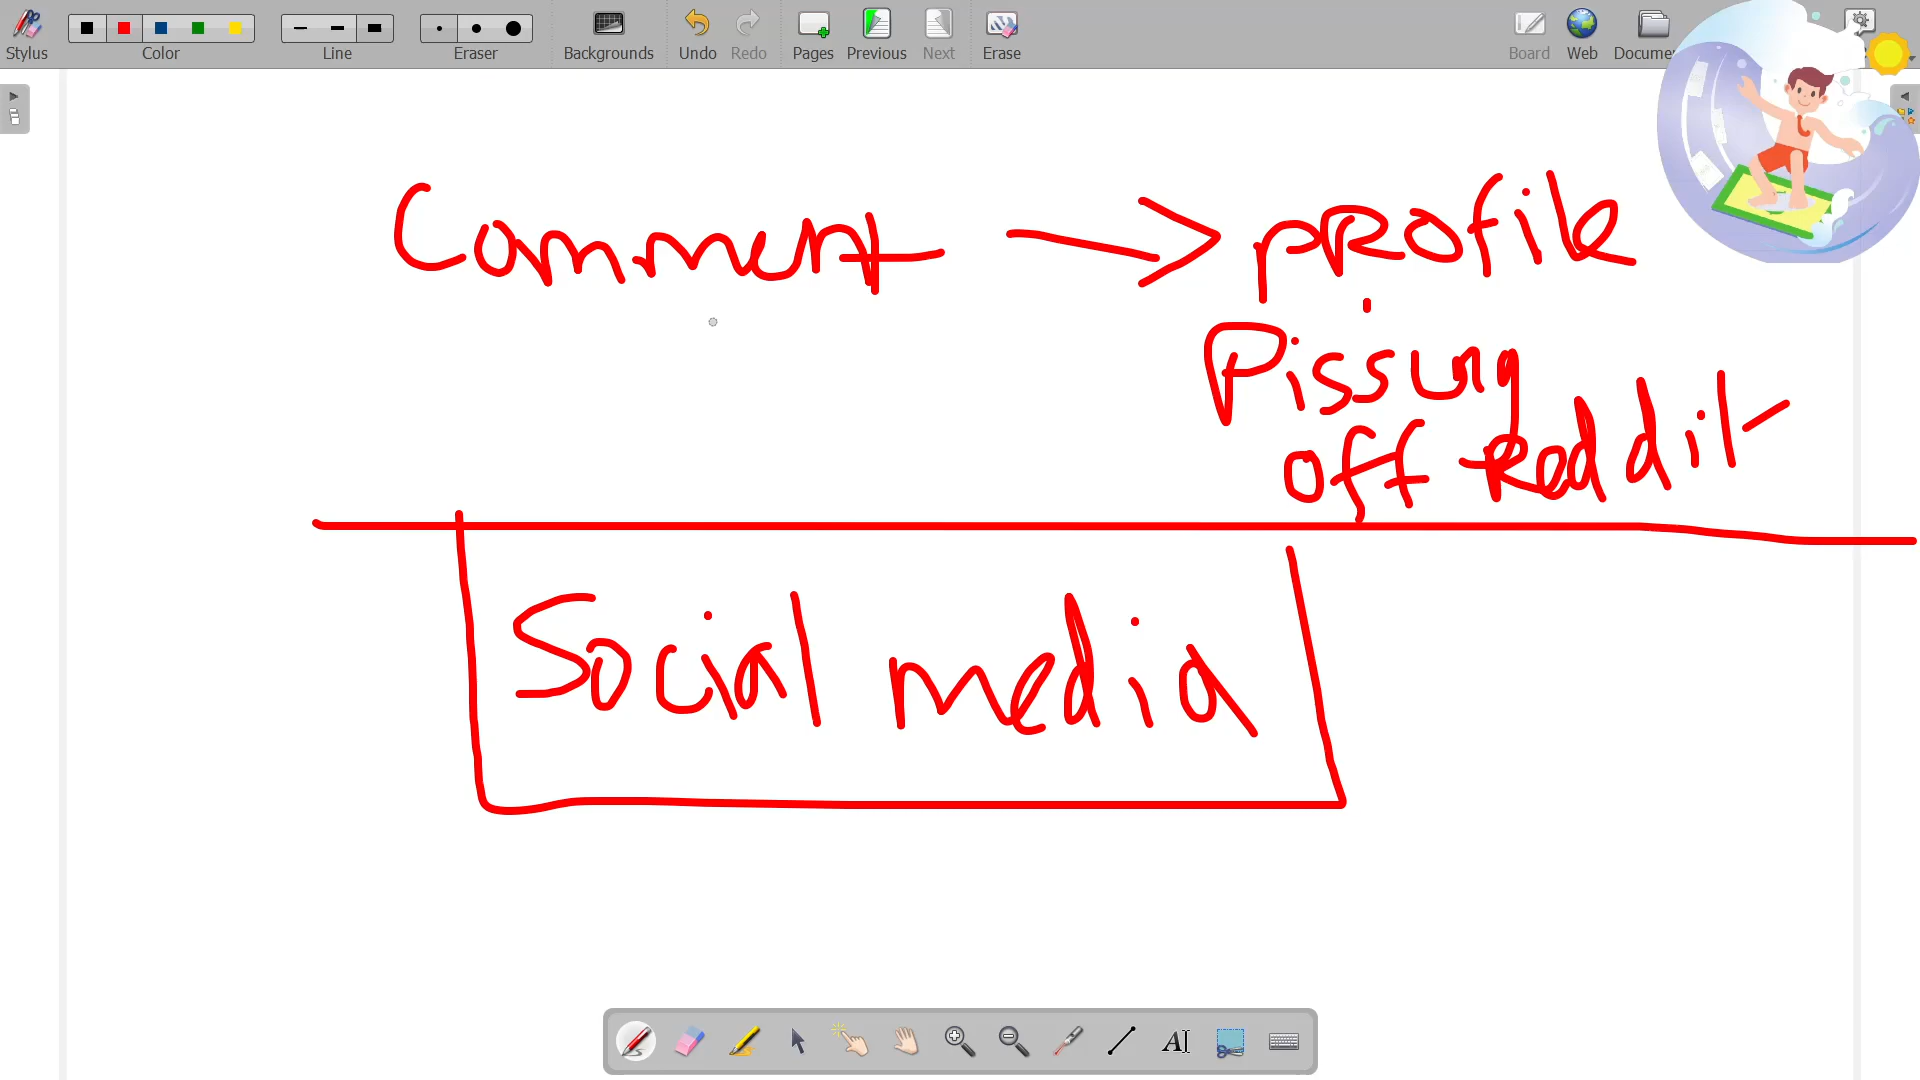 Stylus Color Line Eraser Backgrounds Undo Redo Pages Previous Next Erase Board Web
Comment → profile
Pissing
off Reddit
Social media